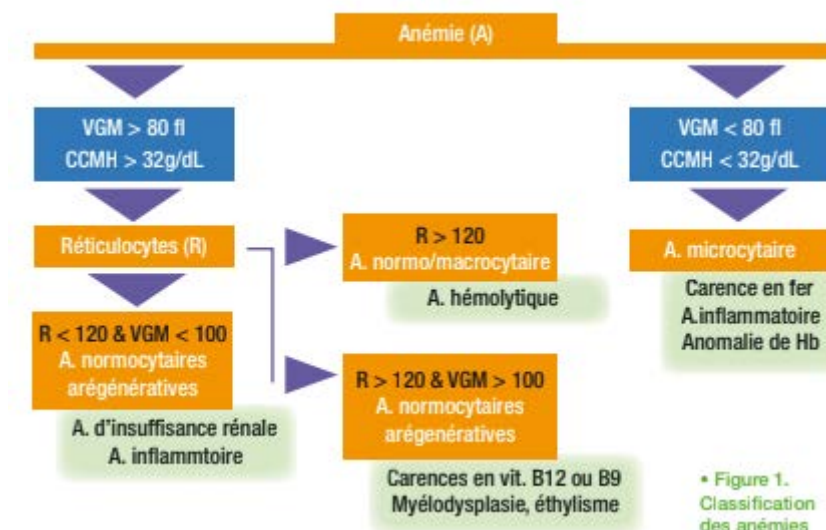 Anémie (A)
VGM > 80 fl
CCMH > 32g/dL
Réticulocytes (R)
R < 120 & VGM < 100
A. normocytaires
arégénératives
A. d'insuffisance rénale
A. inflammtoire
R > 120
A. normo/macrocytaire
A. hémolytique
R > 120 & VGM > 100
A. normocytaires
arégenératives
Carences en vit. B12 ou B9
Myélodysplasie, éthylisme
VGM < 80 fl
CCMH < 32g/dL
A. microcytaire
Carence en fer
A.inflammatoire
Anomalie de Hb
• Figure 1.
Classification
des anémies